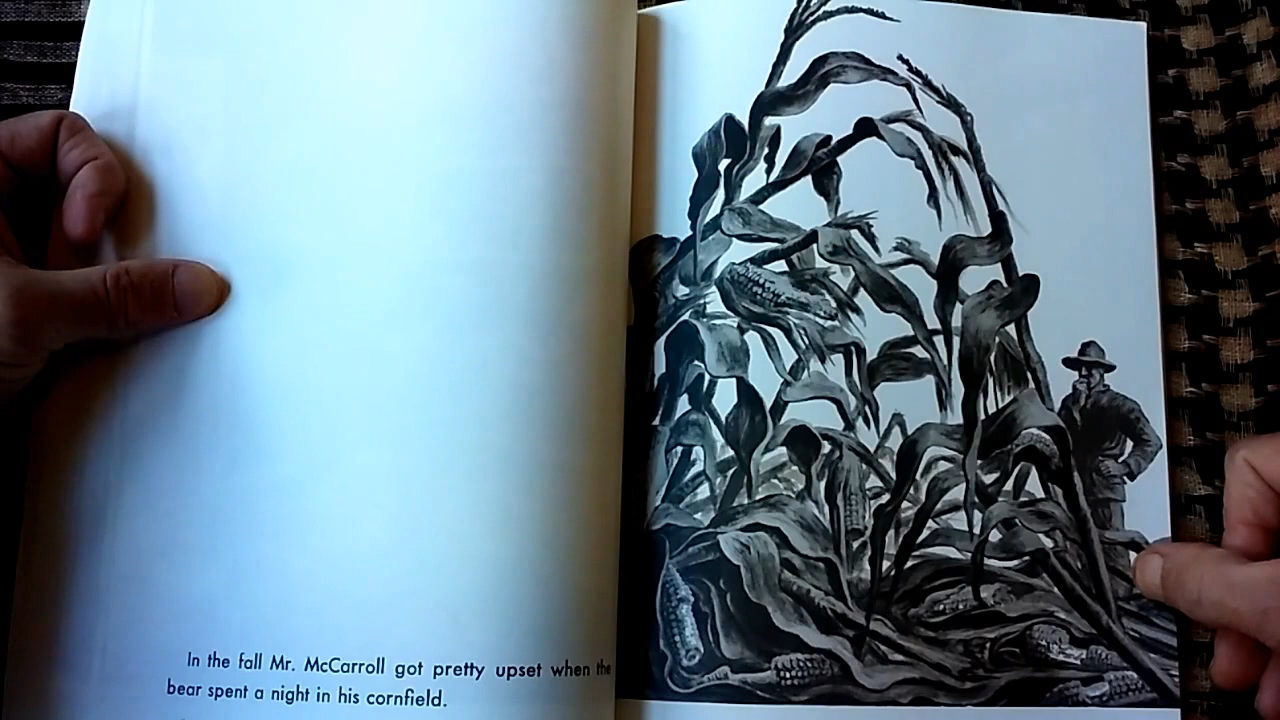 In the fall Mr. McCarroll got pretty upset when the
bear spent a night in his cornfield.